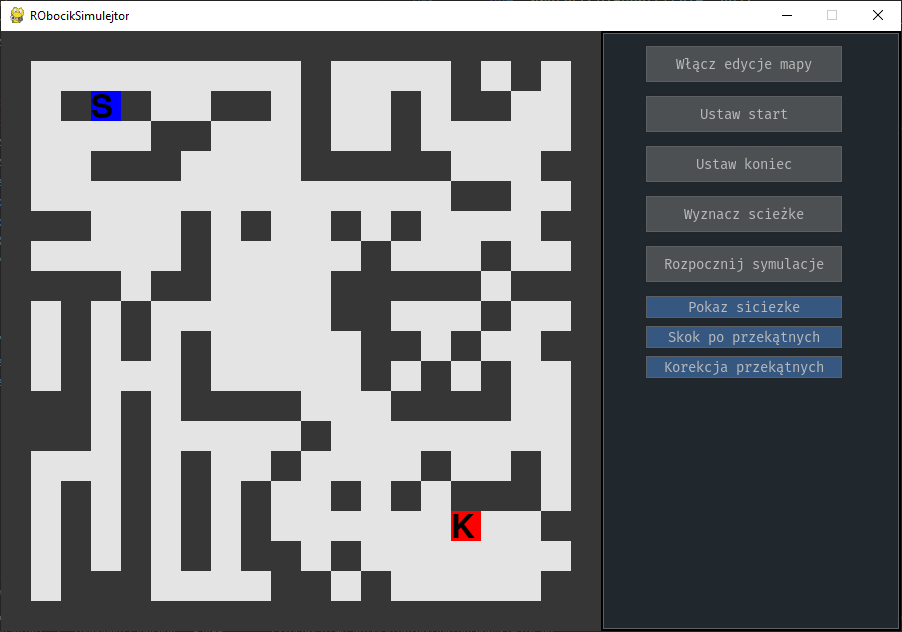 RObocikSimulejtor
Włącz edycje mapy
Ustaw start
Ustaw koniec
Wyznacz scieżke
Rozpocznij symulacje
Pokaz siciezke
Skok po przekątnych
Korekcja przekątnych
S
K